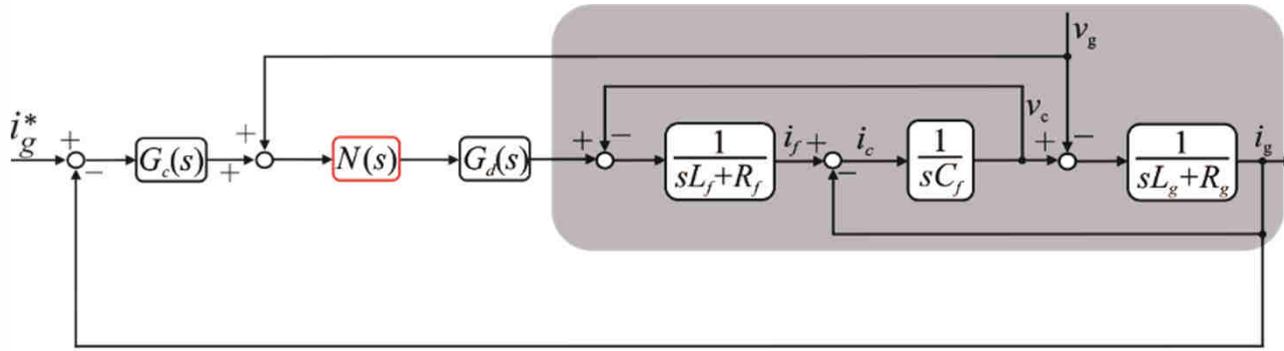 v_g
+ − v_c
i_g^* + + + − 1 i_f + i_c 1 + − 1 i_g
G_c(s) N(s) G_d(s)
− + sL_f+R_f − sC_f sL_g+R_g